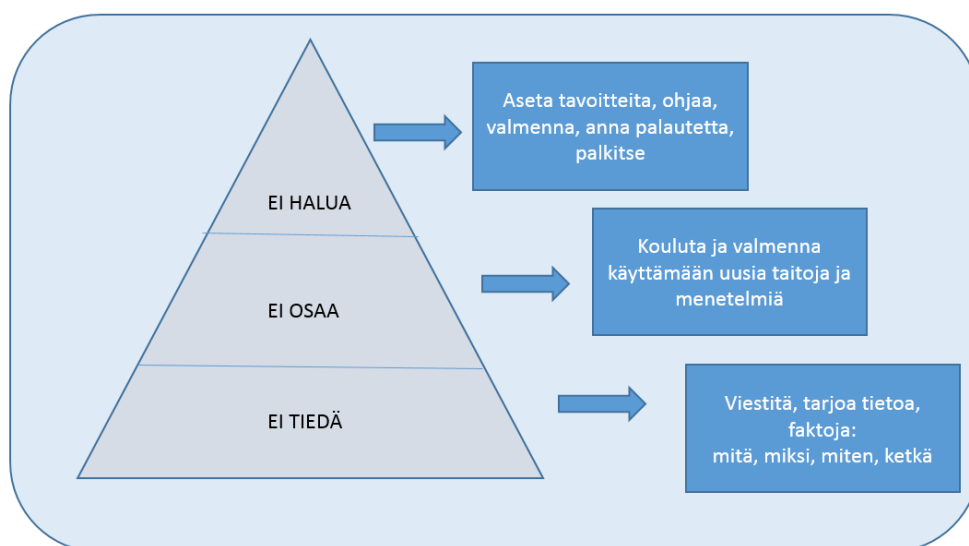 Aseta tavoitteita, ohjaa,
valmenna, anna palautetta,
palkitse
EI HALUA
Kouluta ja valmenna
käyttämään uusia taitoja ja
menetelmiä
EI OSAA
Viestitä, tarjoa tietoa,
faktoja:
mitä, miksi, miten, ketkä
EI TIEDÄ